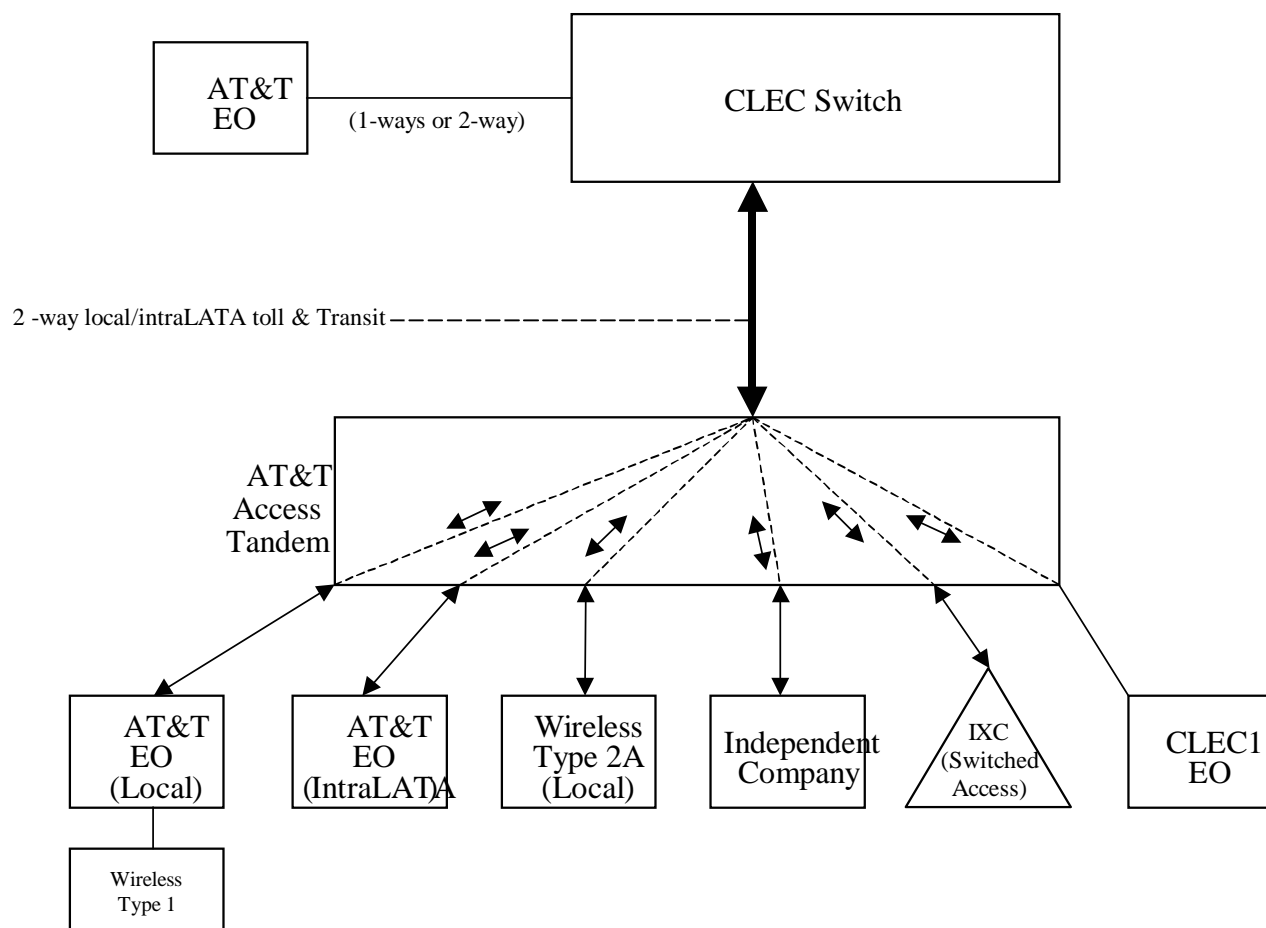 AT&T
EO
(1-ways or 2-way)
CLEC Switch
2 -way local/intraLATA toll & Transit
AT&T
Access
Tandem
AT&T
EO
(Local)
AT&T
EO
(IntraLAT)A
Wireless
Type 2A
(Local)
Independent
Company
IXC
(Switched
Access)
CLEC1
EO
Wireless
Type 1